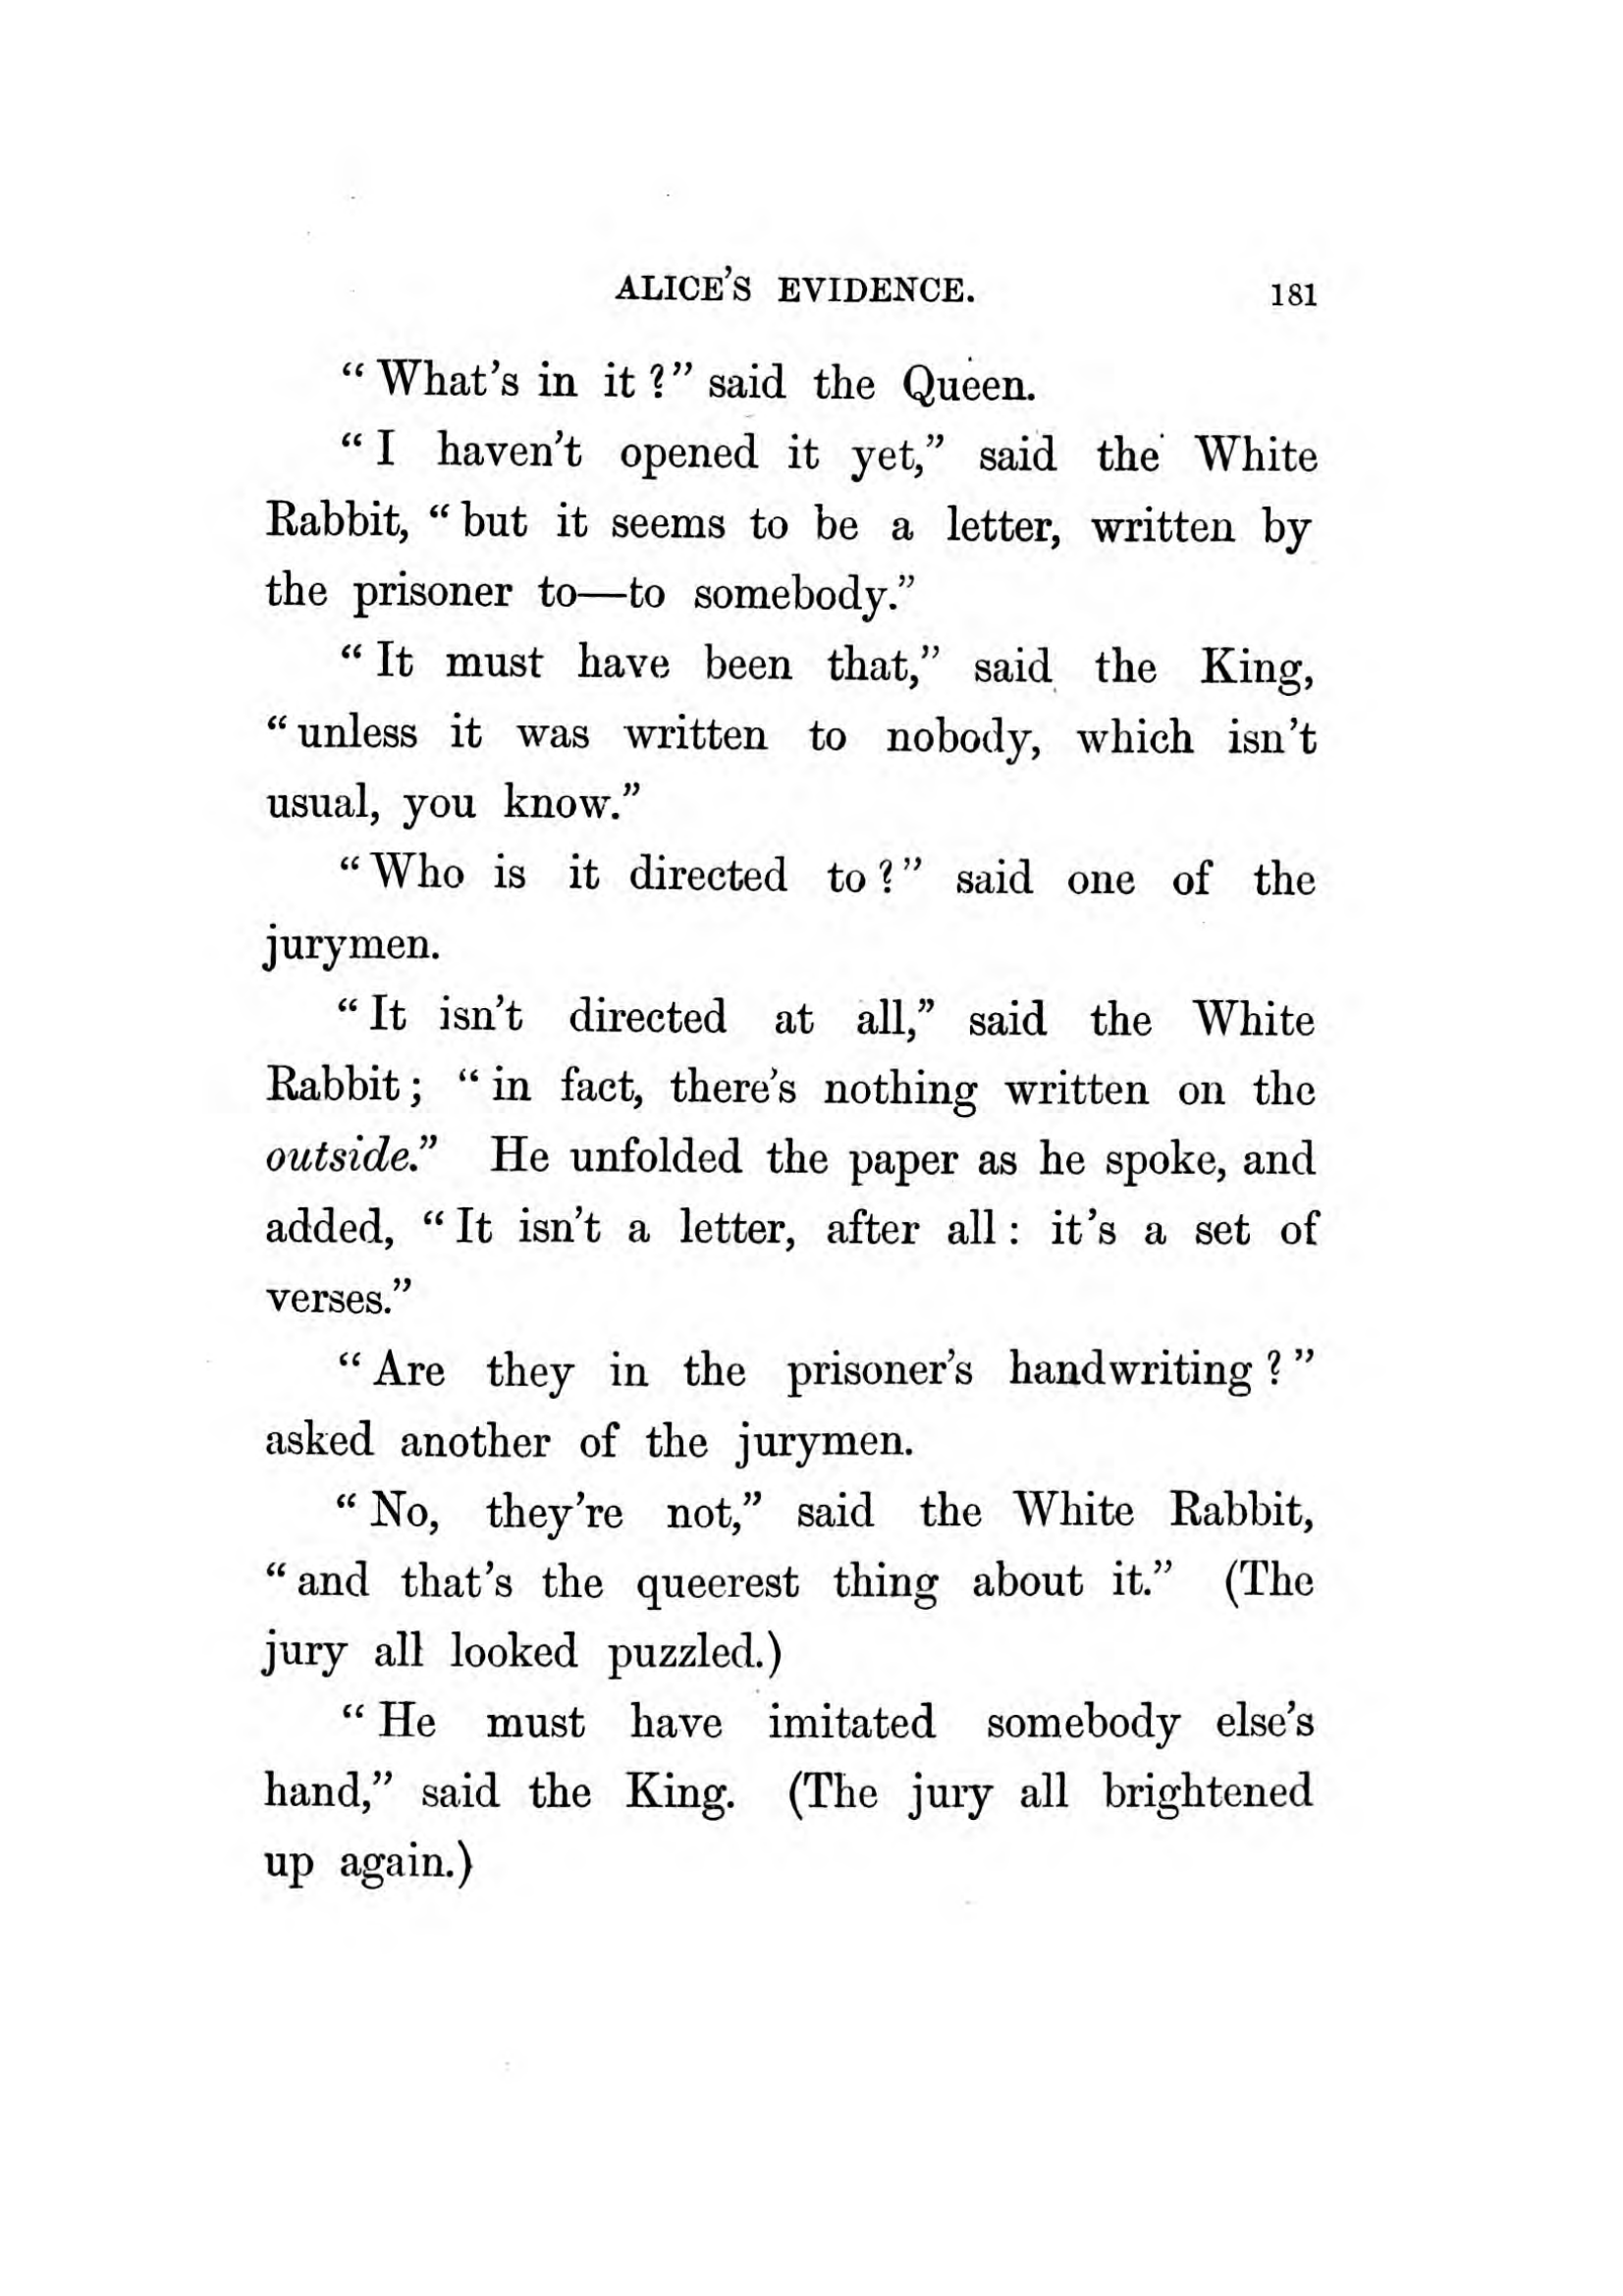 ALICE'S EVIDENCE. 181
“What's in it?” said the Queen.
“I haven't opened it yet,” said the White
Rabbit, “but it seems to be a letter, written by
the prisoner to—to somebody.”
“It must have been that,” said the King,
“unless it was written to nobody, which isn't
usual, you know.”
“Who is it directed to?” said one of the
jurymen.
“It isn't directed at all,” said the White
Rabbit; “in fact, there's nothing written on the
outside.” He unfolded the paper as he spoke, and
added, “It isn't a letter, after all: it's a set of
verses.”
“Are they in the prisoner's handwriting?”
asked another of the jurymen.
“No, they're not,” said the White Rabbit,
“and that's the queerest thing about it.” (The
jury all looked puzzled.)
“He must have imitated somebody else's
hand,” said the King. (The jury all brightened
up again.)